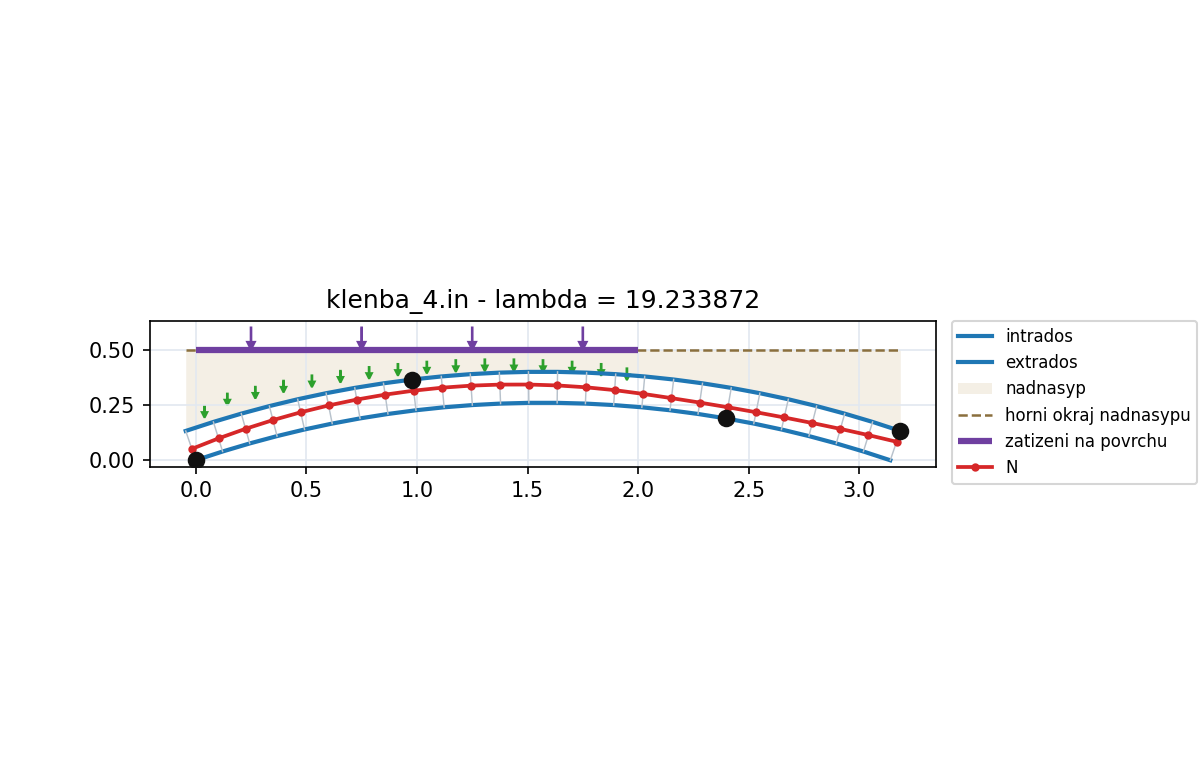 klenba_4.in - lambda = 19.233872
0.50
0.25
0.00
0.0 0.5 1.0 1.5 2.0 2.5 3.0
intrados
extrados
nadnasyp
horni okraj nadnasypu
zatizeni na povrchu
N